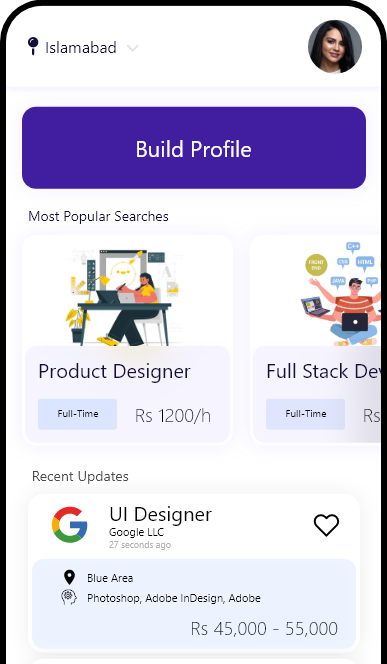 Islamabad
Build Profile
Most Popular Searches
C++
FRONT END
CSS
HTML
JAVA
PHP
Product Designer
Full Stack Dev
Full-Time
Rs 1200/h
Full-Time
Rs
Recent Updates
UI Designer
Google LLC
27 seconds ago
Blue Area
Photoshop, Adobe InDesign, Adobe
Rs 45,000 - 55,000